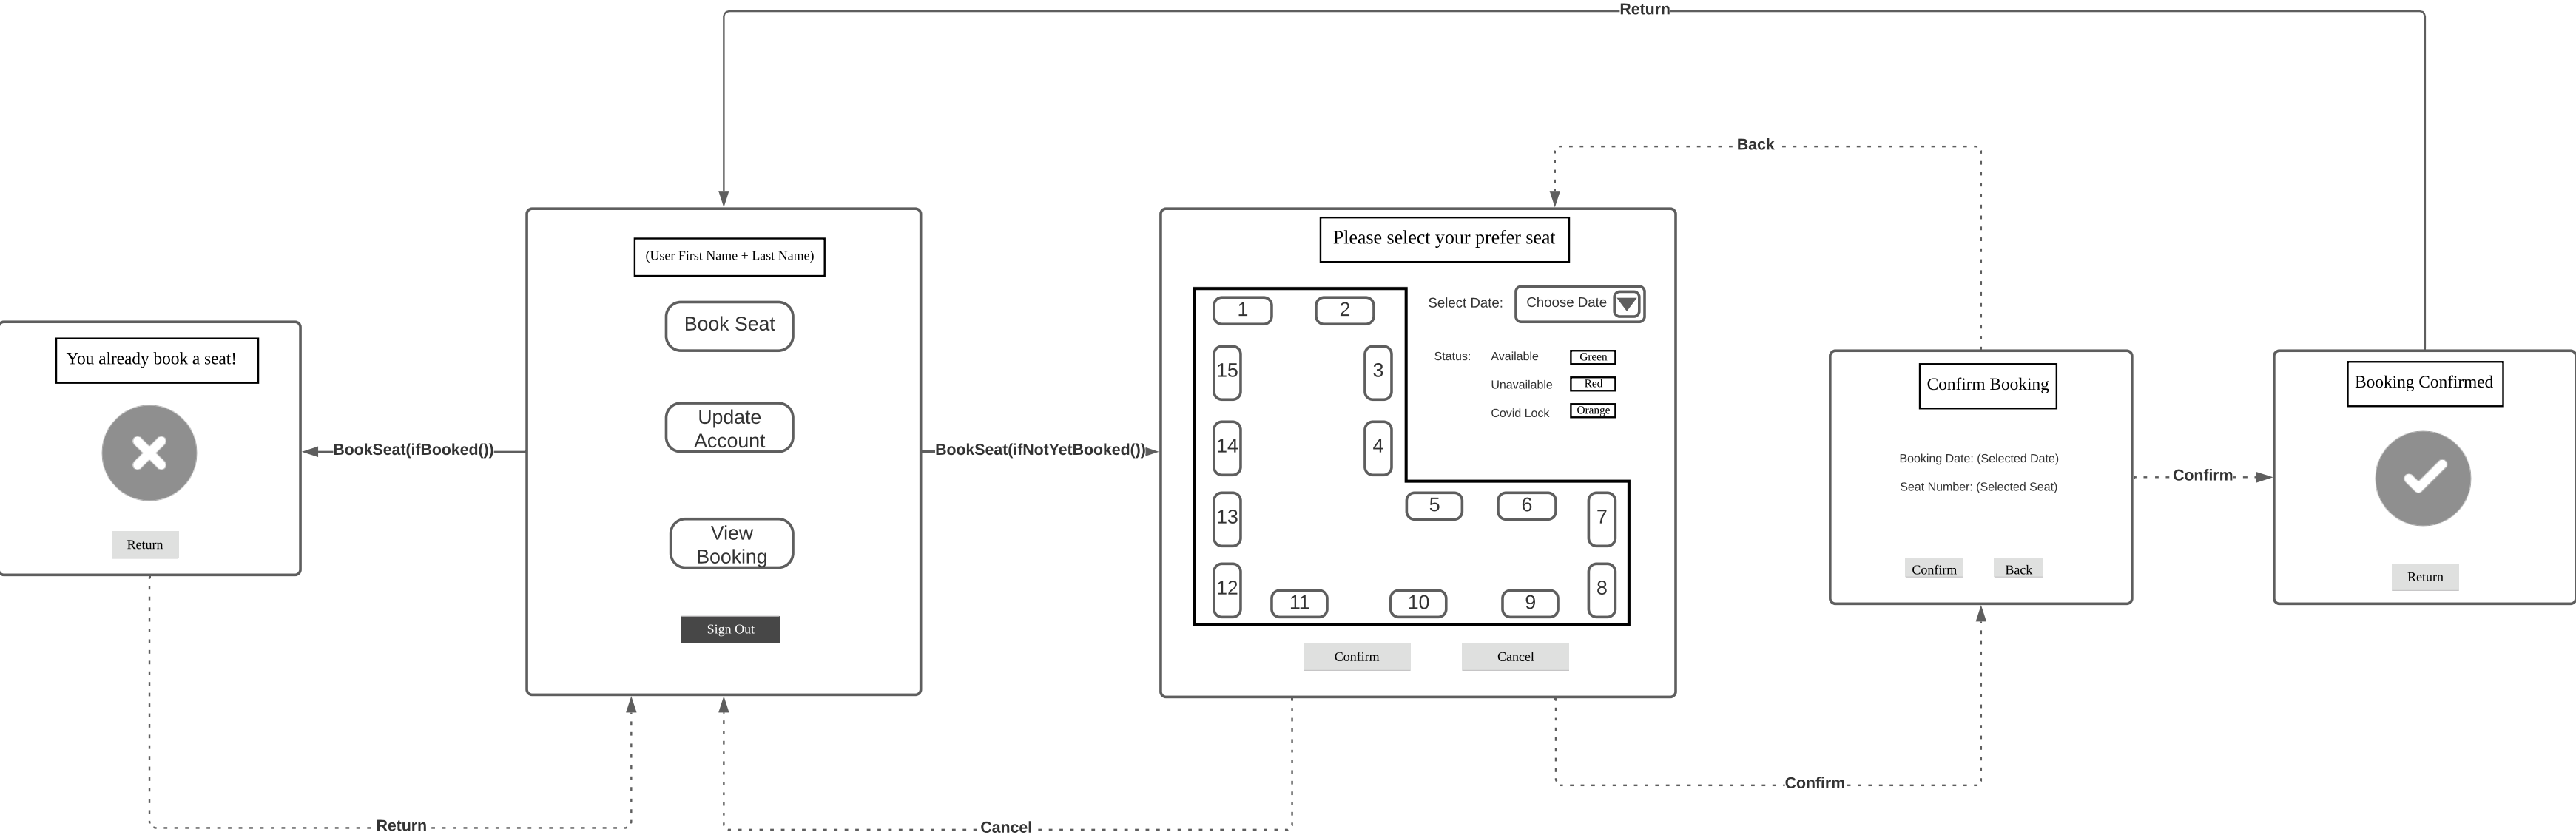 Return
Back
You already book a seat!
Return
BookSeat(ifBooked())
(User First Name + Last Name)
Book Seat
Update
Account
View
Booking
Sign Out
BookSeat(ifNotYetBooked())
Please select your prefer seat
Select Date:
Choose Date
Status:
Available
Green
Unavailable
Red
Covid Lock
Orange
1
2
15
3
14
4
13
5
6
7
12
11
10
9
8
Confirm
Cancel
Confirm Booking
Booking Date: (Selected Date)
Seat Number: (Selected Seat)
Confirm
Back
Confirm
Booking Confirmed
Return
Return
Cancel
Confirm